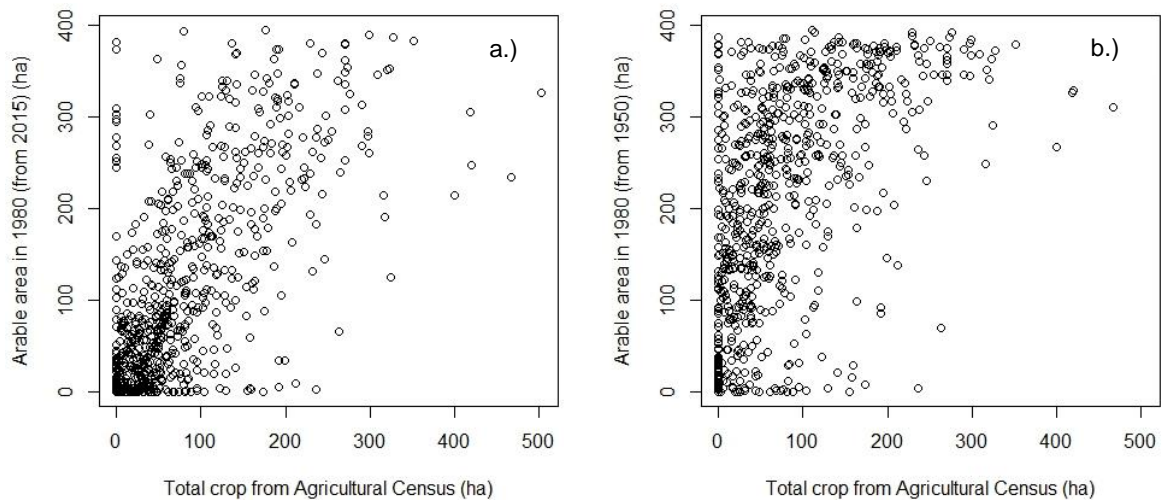 a.)
Arable area in 1980 (from 2015) (ha)
400
300
200
100
0
0 100 200 300 400 500
Total crop from Agricultural Census (ha)
b.)
Arable area in 1980 (from 1950) (ha)
400
300
200
100
0
0 100 200 300 400 500
Total crop from Agricultural Census (ha)